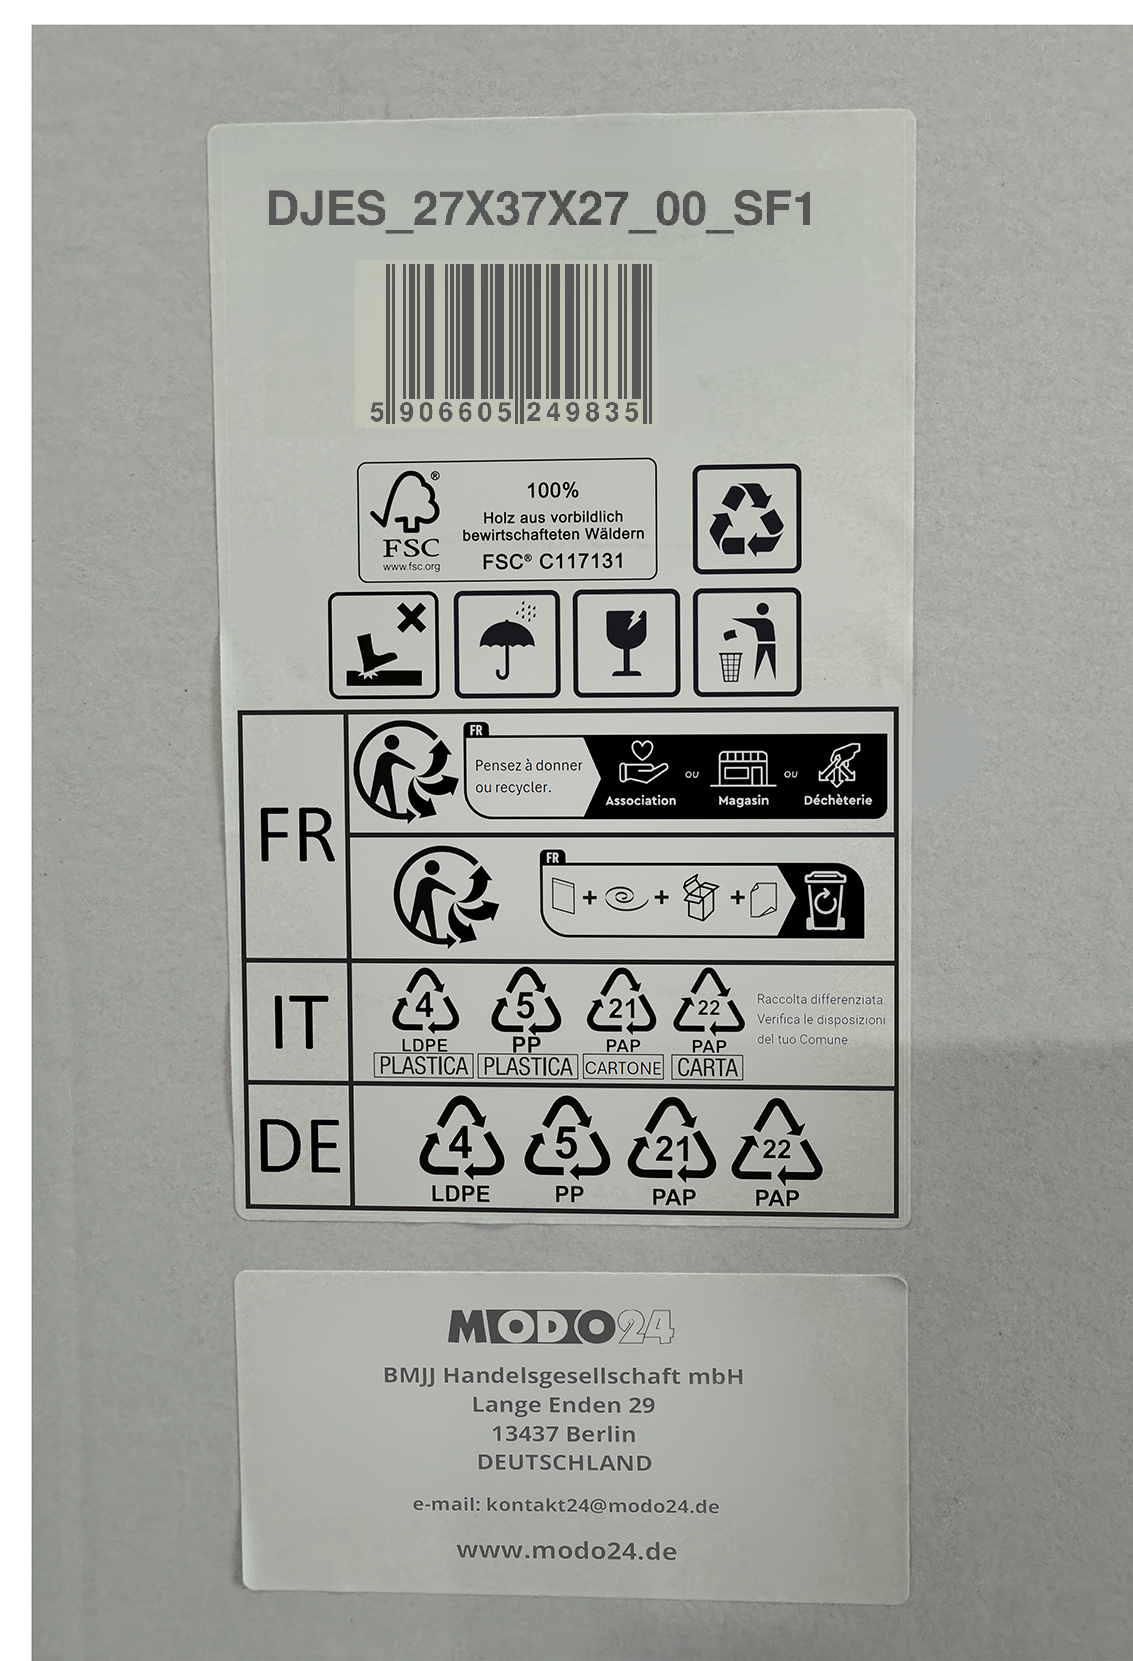 DJES_27X37X27_00_SF1
5 906605 249835
FSC®
www.fsc.org
100%
Holz aus vorbildlich
bewirtschafteten Wäldern
FSC® C117131
FR
FR
Pensez à donner
ou recycler.
Association
ou
Magasin
ou
Déchèterie
FR
+ + +
IT
4 5 21 22
LDPE PP PAP PAP
PLASTICA PLASTICA CARTONE CARTA
Raccolta differenziata.
Verifica le disposizioni
del tuo Comune.
DE
4 5 21 22
LDPE PP PAP PAP
MODO24
BMJJ Handelsgesellschaft mbH
Lange Enden 29
13437 Berlin
DEUTSCHLAND
e-mail: kontakt24@modo24.de
www.modo24.de